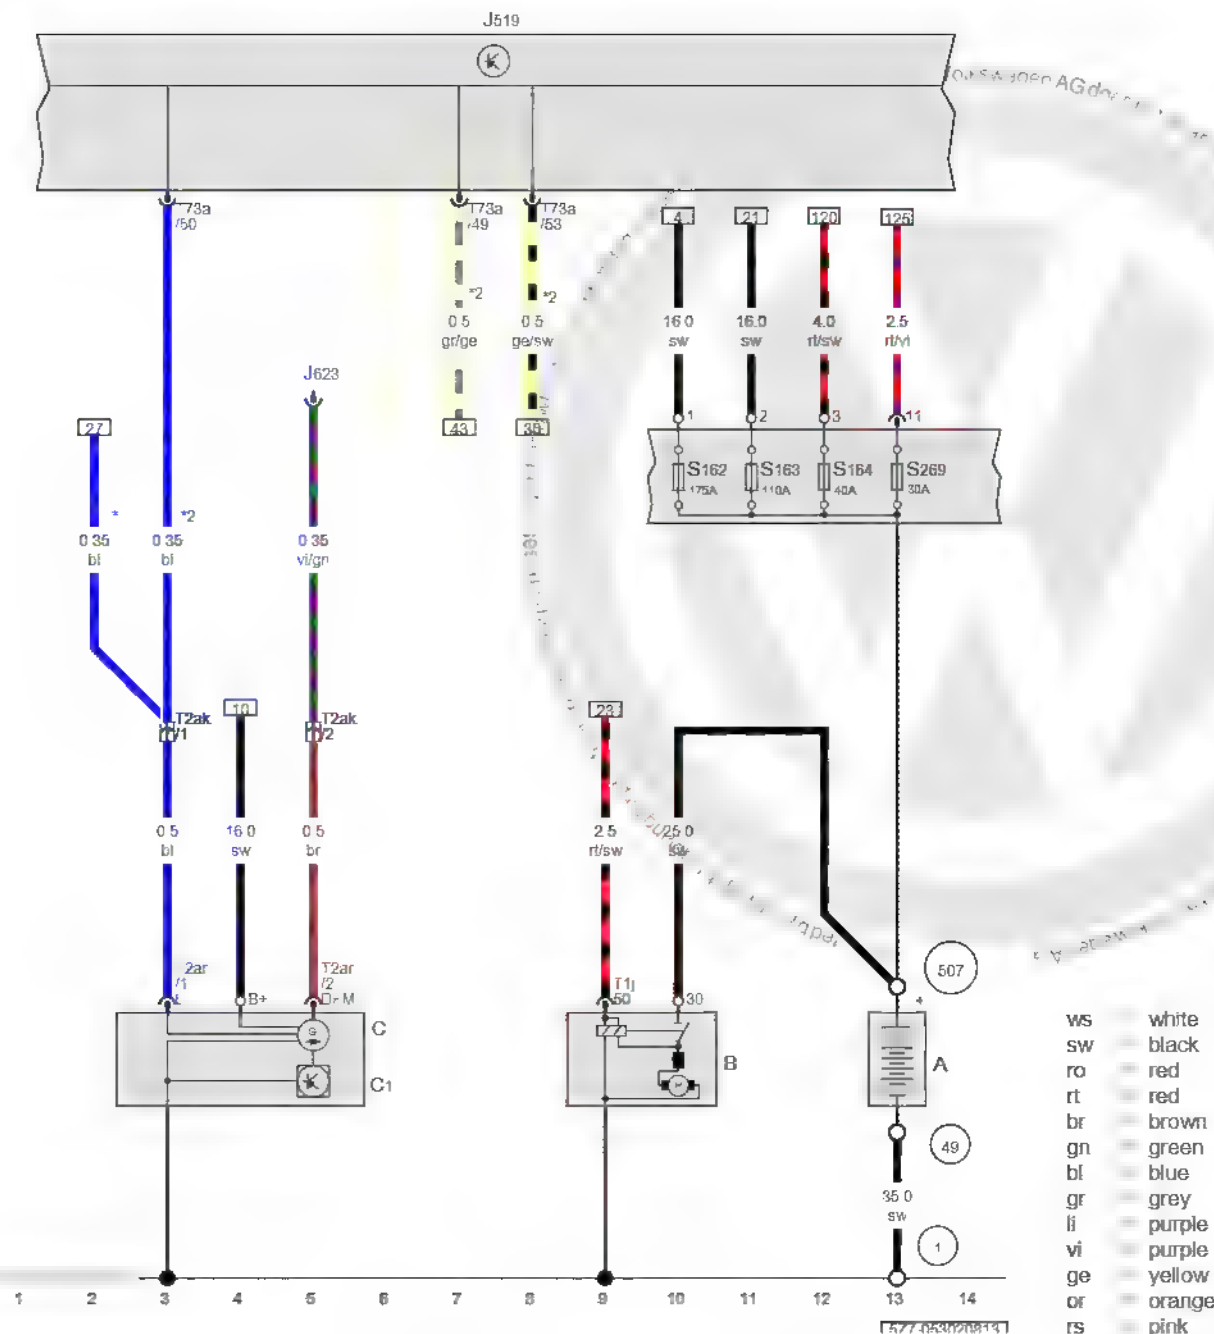 J519
T73a
/50
T73a
/49
T73a
/53
4
21
120
125
*2
*2
0.5
gr/ge
0.5
ge/sw
16.0
sw
16.0
sw
4.0
rt/sw
2.5
rt/vi
J623
27
43
1
2
3
11
S162
175A
S163
110A
S164
40A
S269
30A
*
*2
0.35
bl
0.35
bl
0.35
vi/gn
T2ak
/1
10
T2ak
/2
23
0.5
bl
16.0
sw
0.5
br
2.5
rt/sw
25.0
sw
507
/1
B+
T2ar
/2
DFM
T1j
50
30
+
C
C1
B
A
49
35.0
sw
1
1 2 3 4 5 6 7 8 9 10 11 12 13 14
577-053020813
ws = white
sw = black
ro = red
rt = red
br = brown
gn = green
bl = blue
gr = grey
li = purple
vi = purple
ge = yellow
or = orange
rs = pink